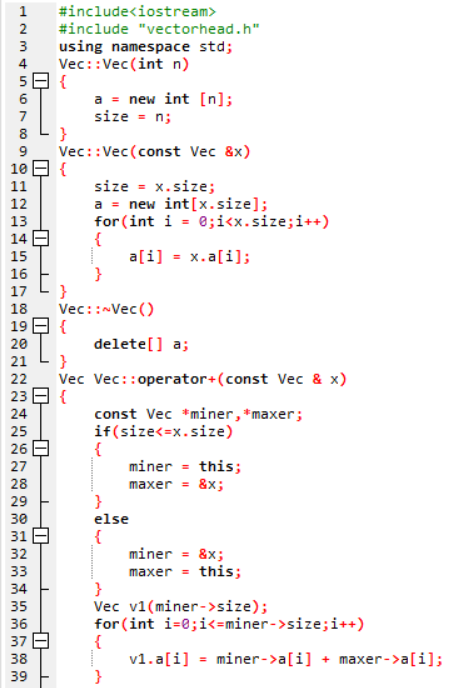 1 #include<iostream>
2 #include "vectorhead.h"
3 using namespace std;
4 Vec::Vec(int n)
5 {
6 a = new int [n];
7 size = n;
8 }
9 Vec::Vec(const Vec &x)
10 {
11 size = x.size;
12 a = new int[x.size];
13 for(int i = 0;i<x.size;i++)
14 {
15 a[i] = x.a[i];
16 }
17 }
18 Vec::~Vec()
19 {
20 delete[] a;
21 }
22 Vec Vec::operator+(const Vec & x)
23 {
24 const Vec *miner,*maxer;
25 if(size<=x.size)
26 {
27 miner = this;
28 maxer = &x;
29 }
30 else
31 {
32 miner = &x;
33 maxer = this;
34 }
35 Vec v1(miner->size);
36 for(int i=0;i<=miner->size;i++)
37 {
38 v1.a[i] = miner->a[i] + maxer->a[i];
39 }